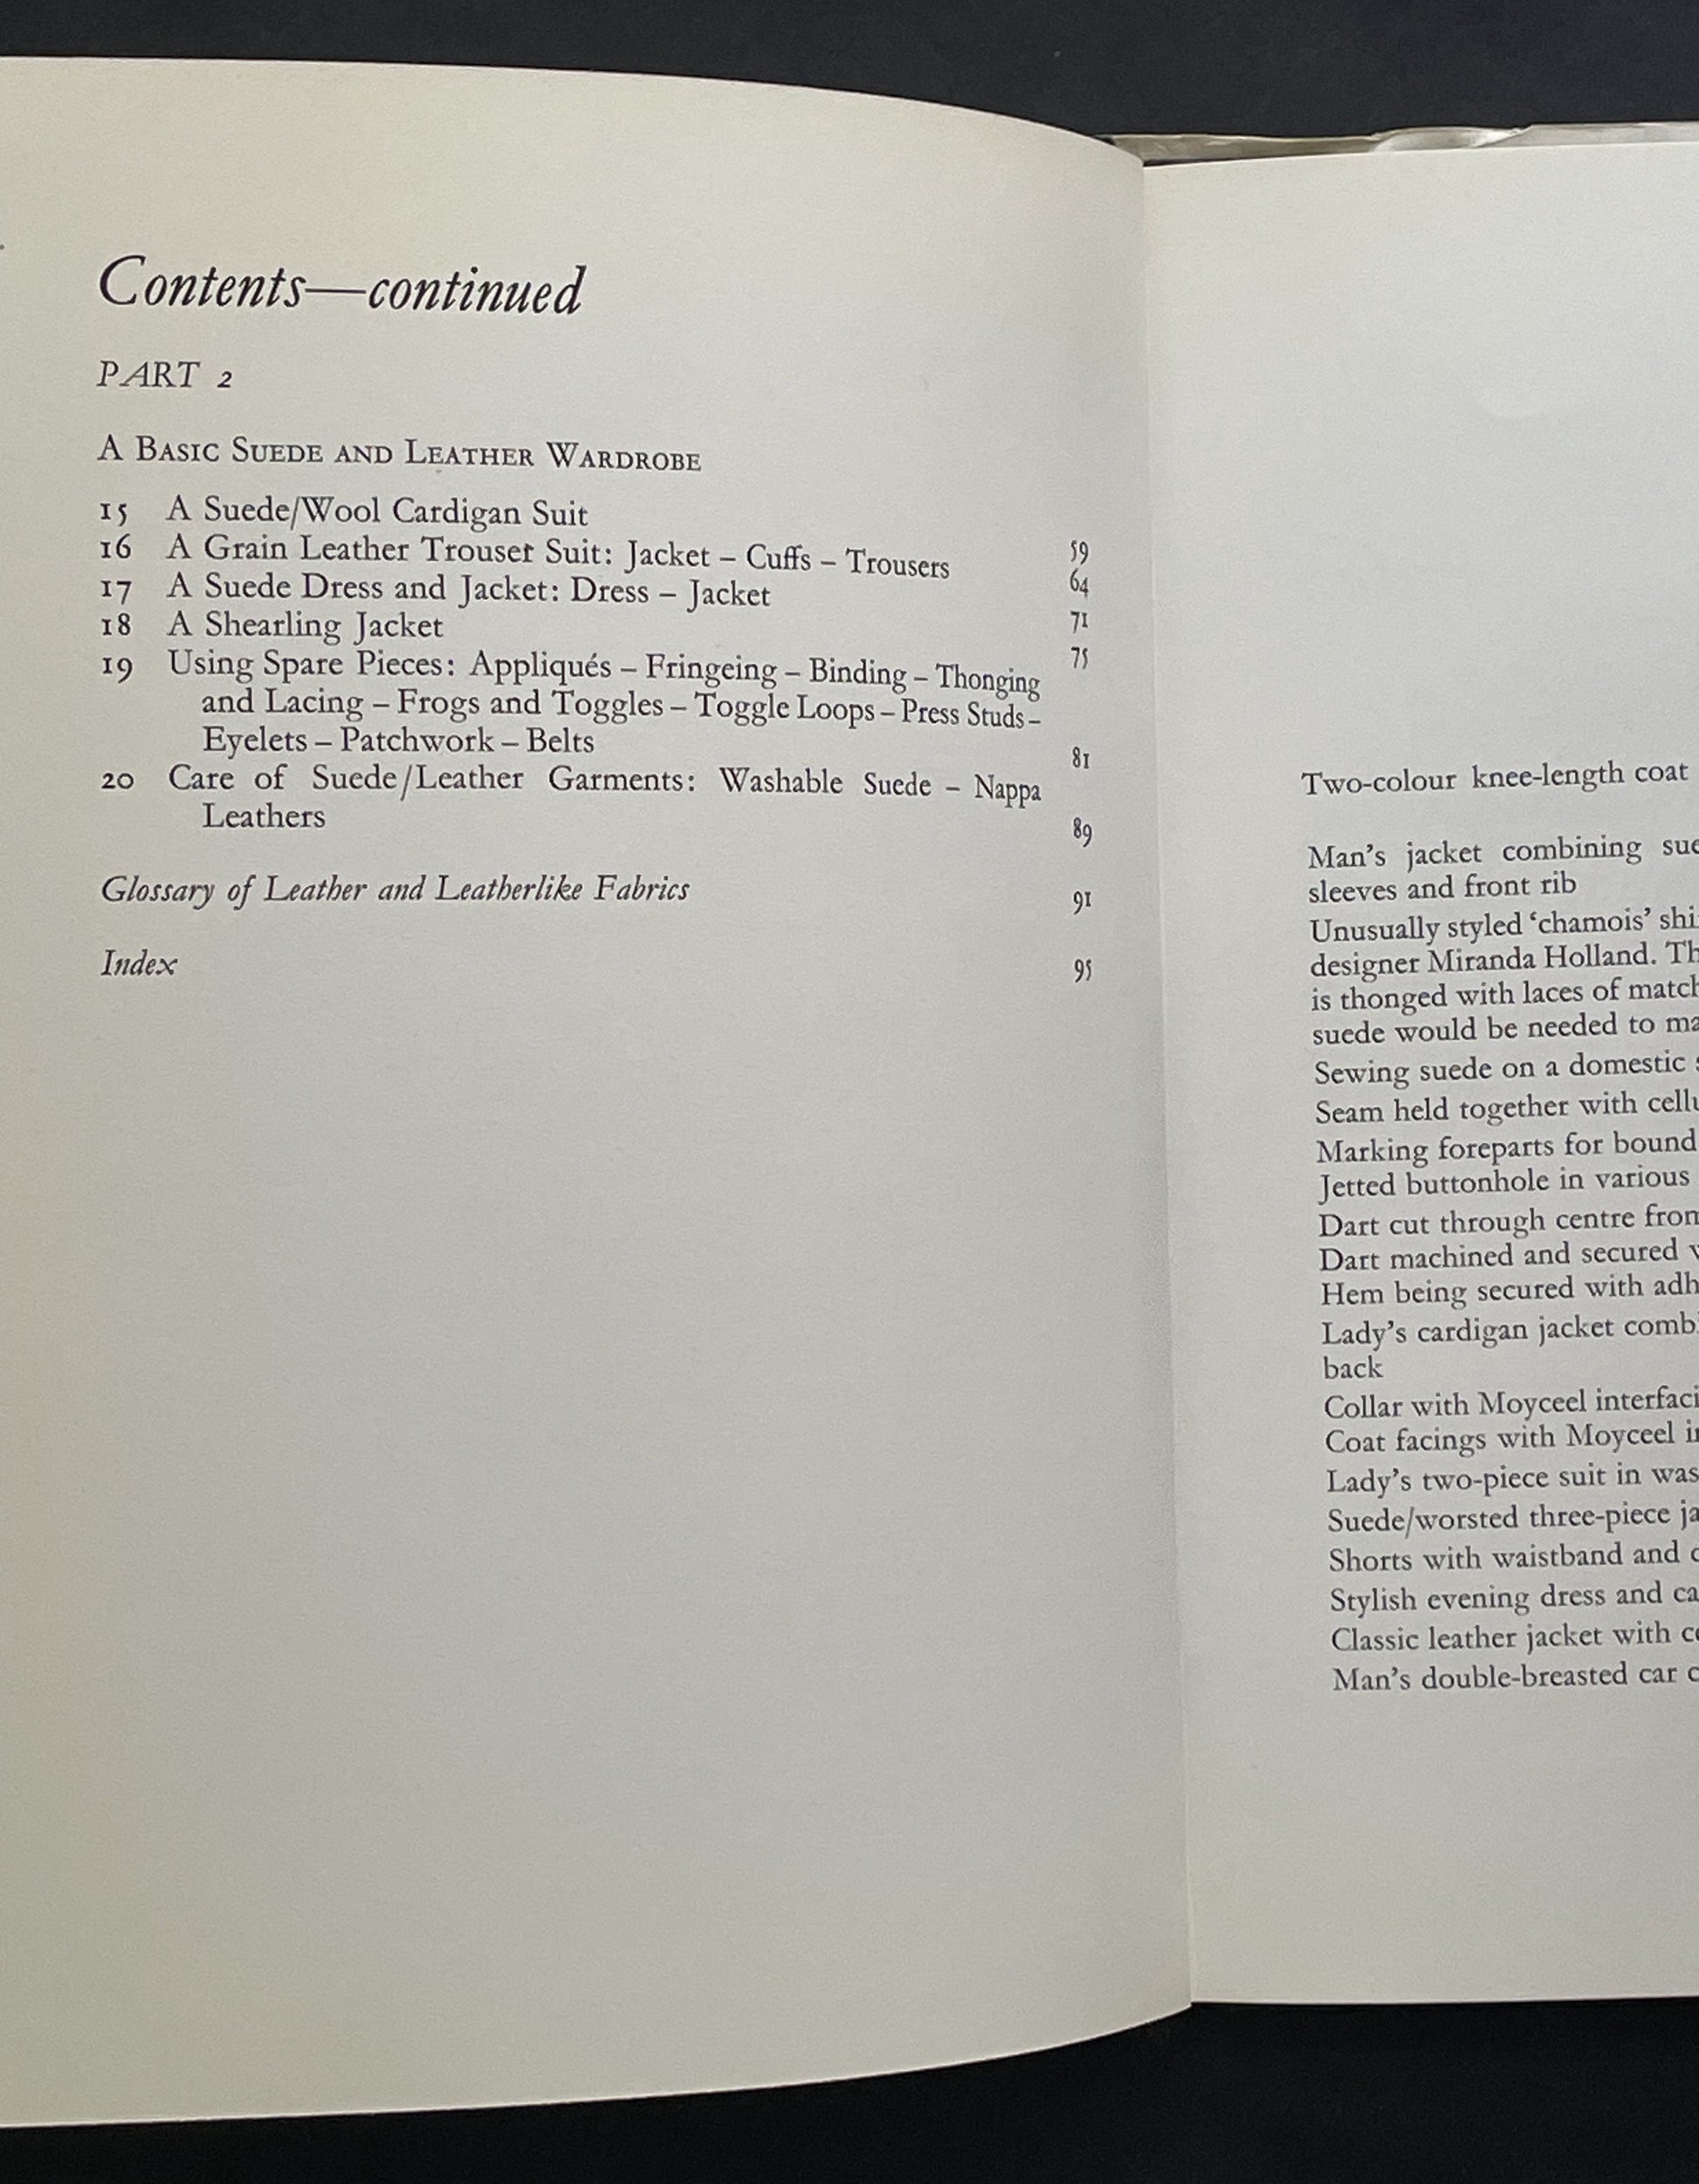 Contents—continued
PART 2
A Basic Suede and Leather Wardrobe
15 A Suede/Wool Cardigan Suit 59
16 A Grain Leather Trouser Suit: Jacket – Cuffs – Trousers 64
17 A Suede Dress and Jacket: Dress – Jacket 71
18 A Shearling Jacket 75
19 Using Spare Pieces: Appliqués – Fringeing – Binding – Thonging
and Lacing – Frogs and Toggles – Toggle Loops – Press Studs –
Eyelets – Patchwork – Belts 81
20 Care of Suede/Leather Garments: Washable Suede – Nappa
Leathers 89
Glossary of Leather and Leatherlike Fabrics 91
Index 95
Two-colour knee-length coat
Man's jacket combining
sleeves and front rib
Unusually styled ‘chamois’
designer Miranda Holland.
is thonged with laces of
suede would be needed to
Sewing suede on a domestic
Seam held together with
Marking foreparts for bound
Jetted buttonhole in various
Dart cut through centre
Dart machined and secured
Hem being secured with
Lady's cardigan jacket
back
Collar with Moyceel
Coat facings with Moyceel
Lady's two-piece suit in
Suede/worsted three-piece
Shorts with waistband and
Stylish evening dress and
Classic leather jacket with
Man's double-breasted car